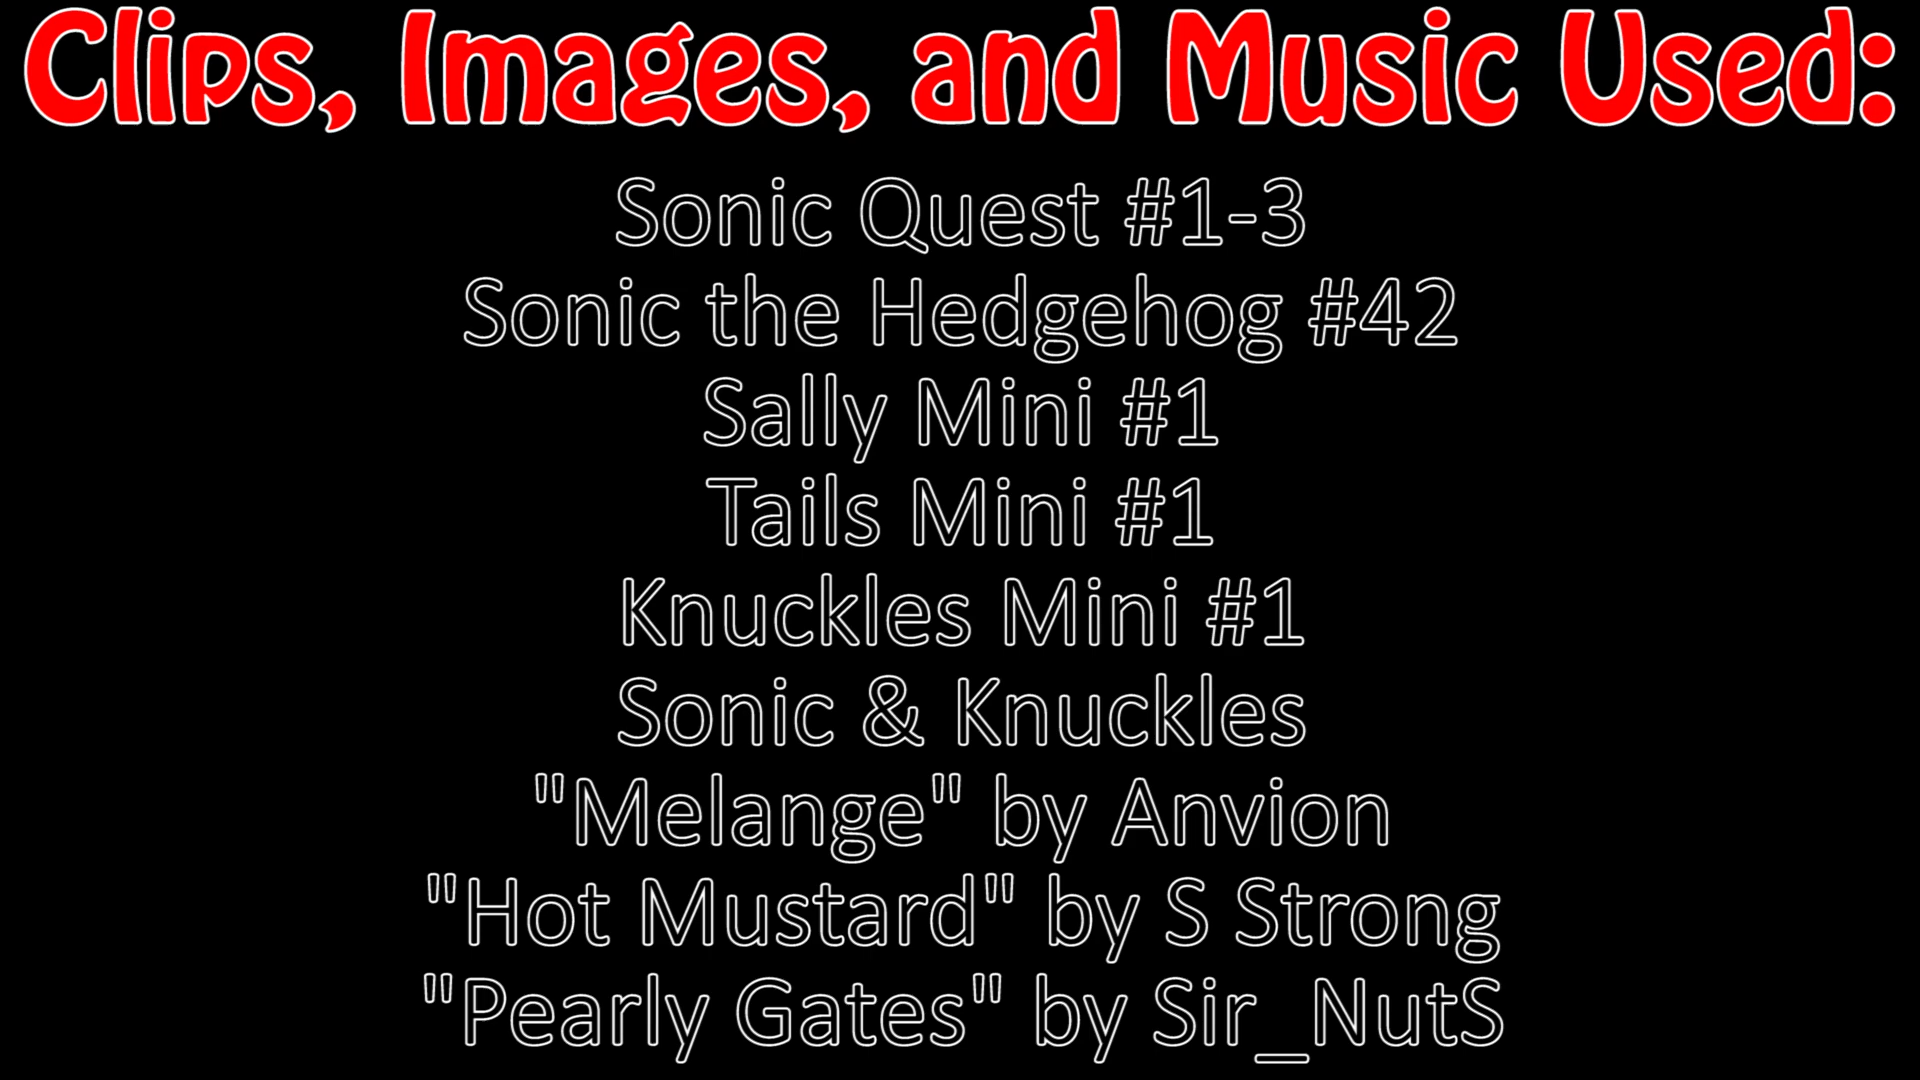 Clips, Images, and Music Used:
Sonic Quest #1-3
Sonic the Hedgehog #42
Sally Mini #1
Tails Mini #1
Knuckles Mini #1
Sonic & Knuckles
"Melange" by Anvion
"Hot Mustard" by S Strong
"Pearly Gates" by Sir_NutS